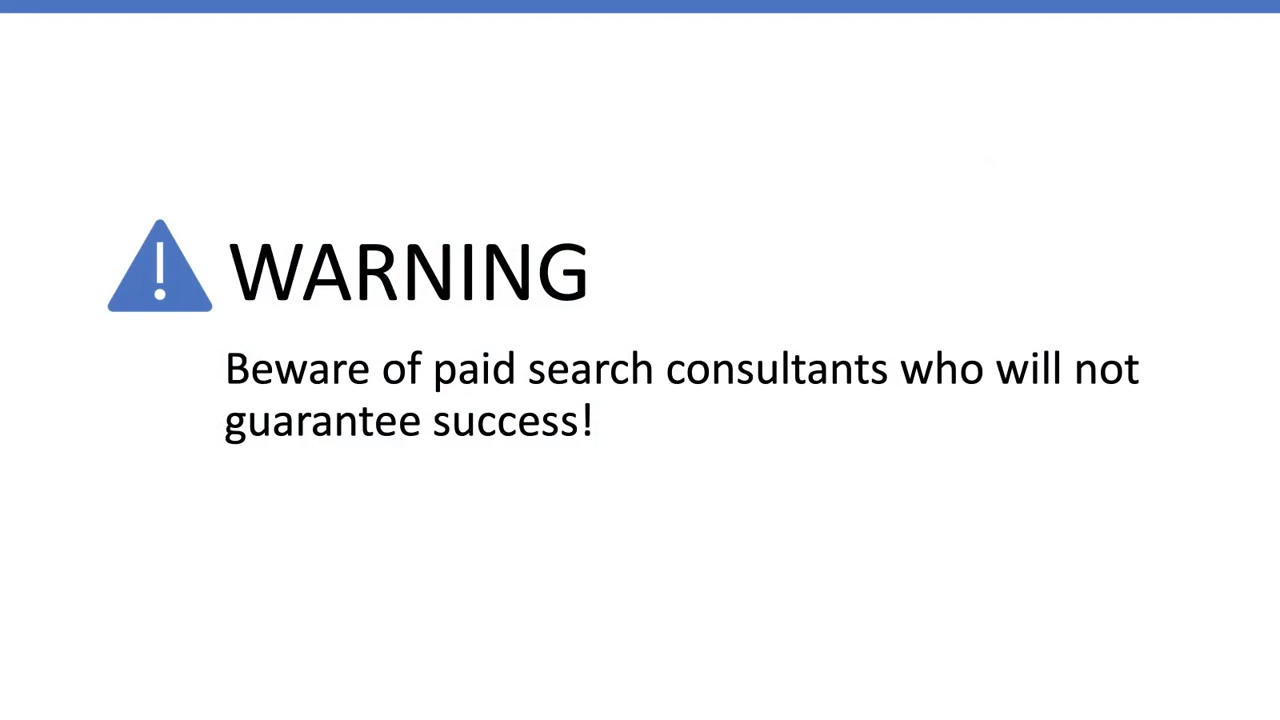 WARNING
Beware of paid search consultants who will not
guarantee success!